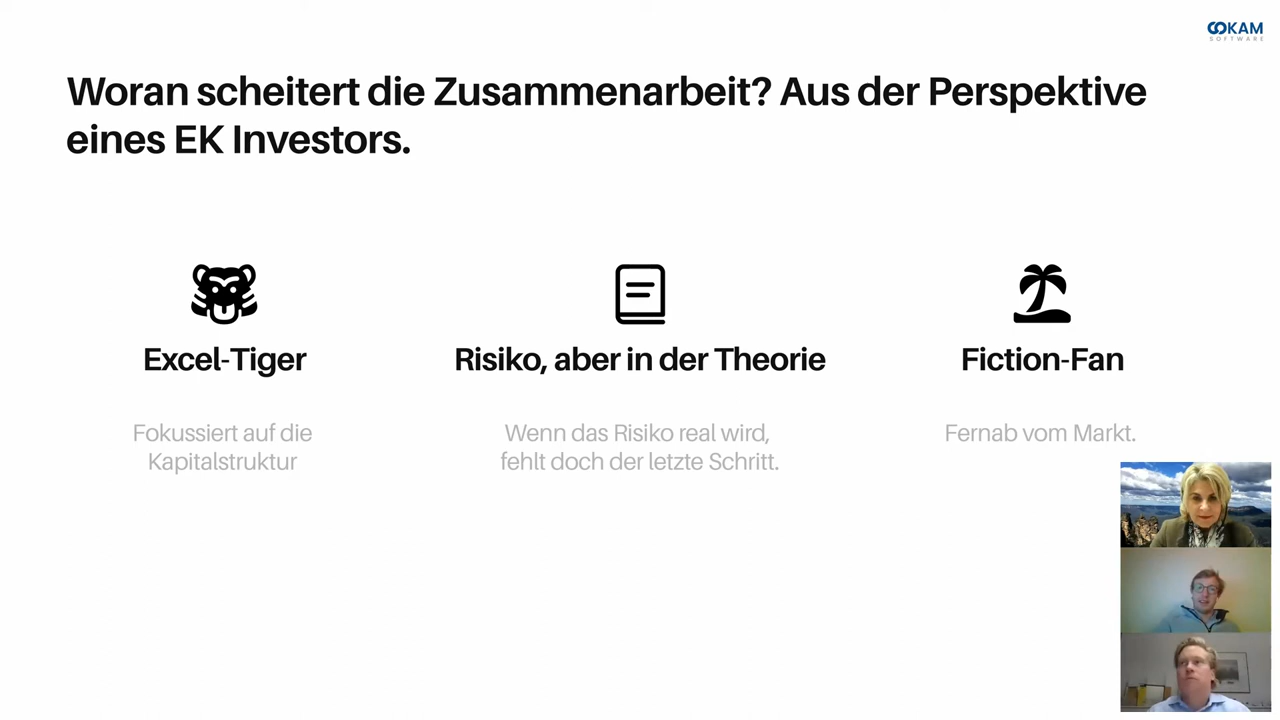 OOKAM
SOFTWARE
Woran scheitert die Zusammenarbeit? Aus der Perspektive
eines EK Investors.
Excel-Tiger
Risiko, aber in der Theorie
Fiction-Fan
Fokussiert auf die
Kapitalstruktur
Wenn das Risiko real wird,
fehlt doch der letzte Schritt.
Fernab vom Markt.